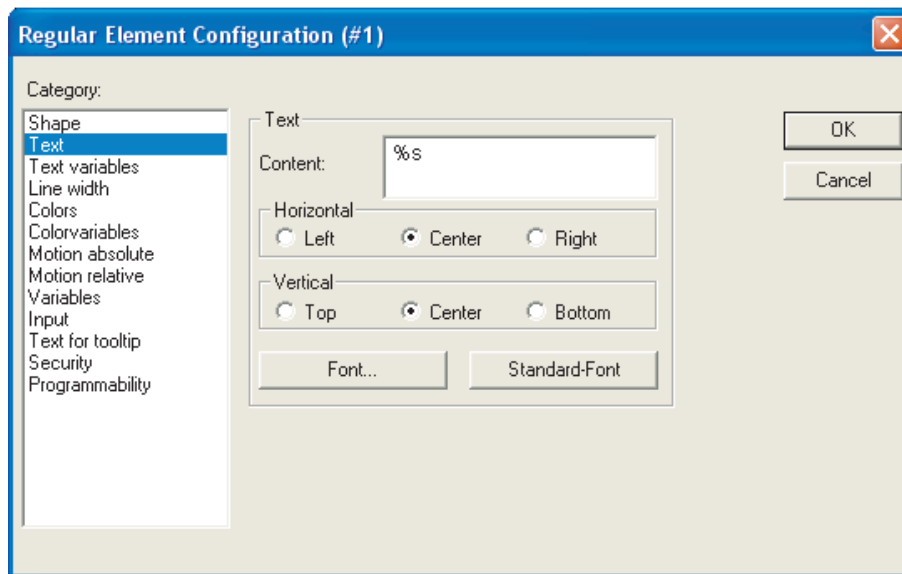 Regular Element Configuration (#1)
Category:
Shape
Text
Text variables
Line width
Colors
Colorvariables
Motion absolute
Motion relative
Variables
Input
Text for tooltip
Security
Programmability
Text
Content:
%s
Horizontal
Left Center Right
Vertical
Top Center Bottom
Font... Standard-Font
OK
Cancel